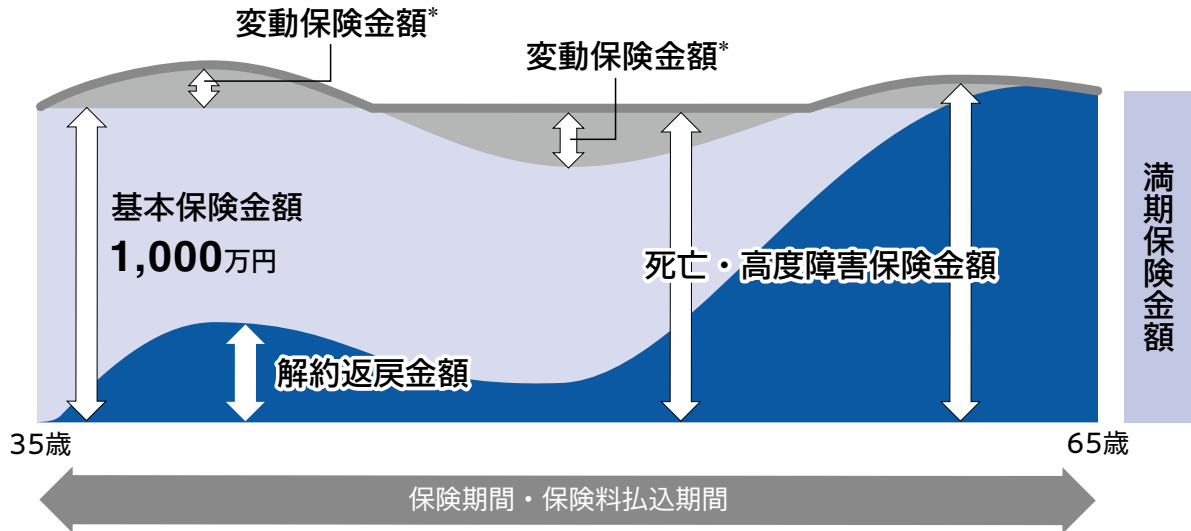 変動保険金額*
変動保険金額*
基本保険金額
1,000万円
死亡・高度障害保険金額
解約返戻金額
満期保険金額
35歳
65歳
保険期間・保険料払込期間